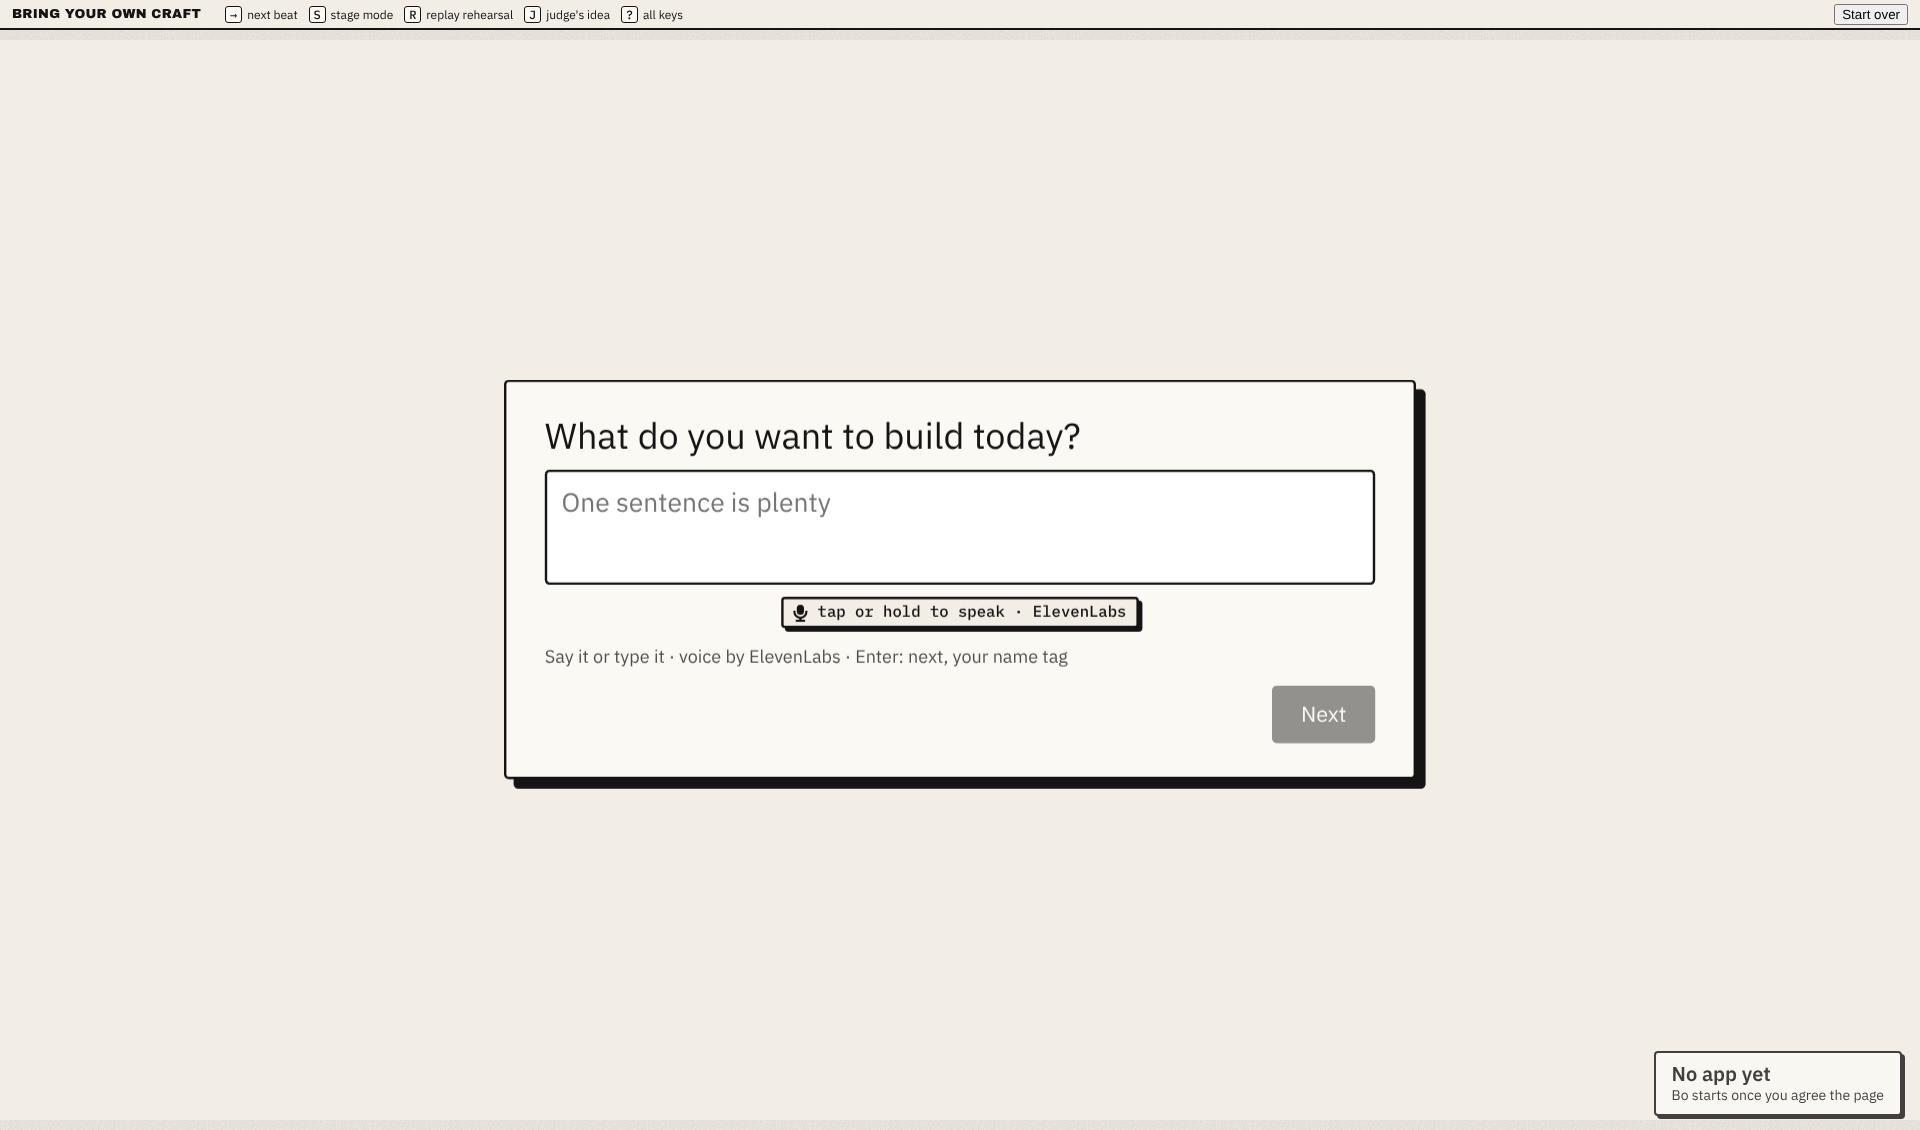 BRING YOUR OWN CRAFT → next beat S stage mode R replay rehearsal J judge's idea ? all keys Start over
What do you want to build today?
One sentence is plenty
tap or hold to speak · ElevenLabs
Say it or type it · voice by ElevenLabs · Enter: next, your name tag
Next
No app yet
Bo starts once you agree the page